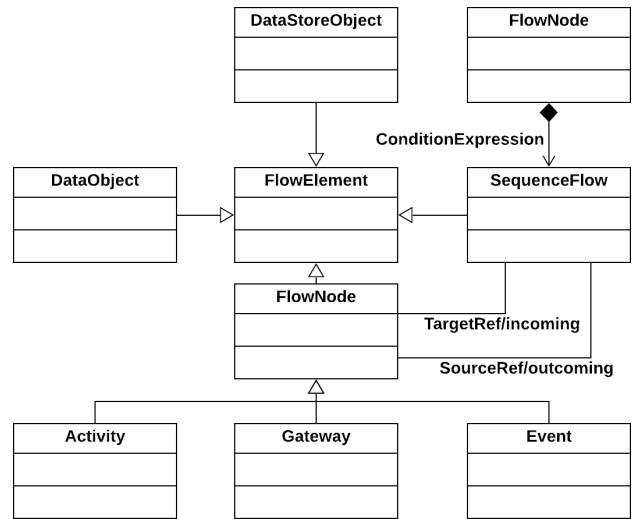 DataStoreObject
FlowNode
ConditionExpression
DataObject
FlowElement
SequenceFlow
FlowNode
TargetRef/incoming
SourceRef/outcoming
Activity
Gateway
Event